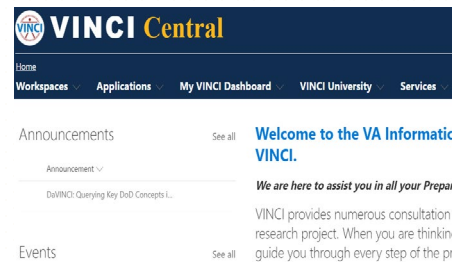 VINCI
VINCI Central
Home
Workspaces
Applications
My VINCI Dashboard
VINCI University
Services
Announcements
See all
Announcement
DaVINCI: Querying Key DoD Concepts i...
Events
See all
Welcome to the VA Informatic
VINCI.
We are here to assist you in all your Prepar
VINCI provides numerous consultation
research project. When you are thinkin
guide you through every step of the pr